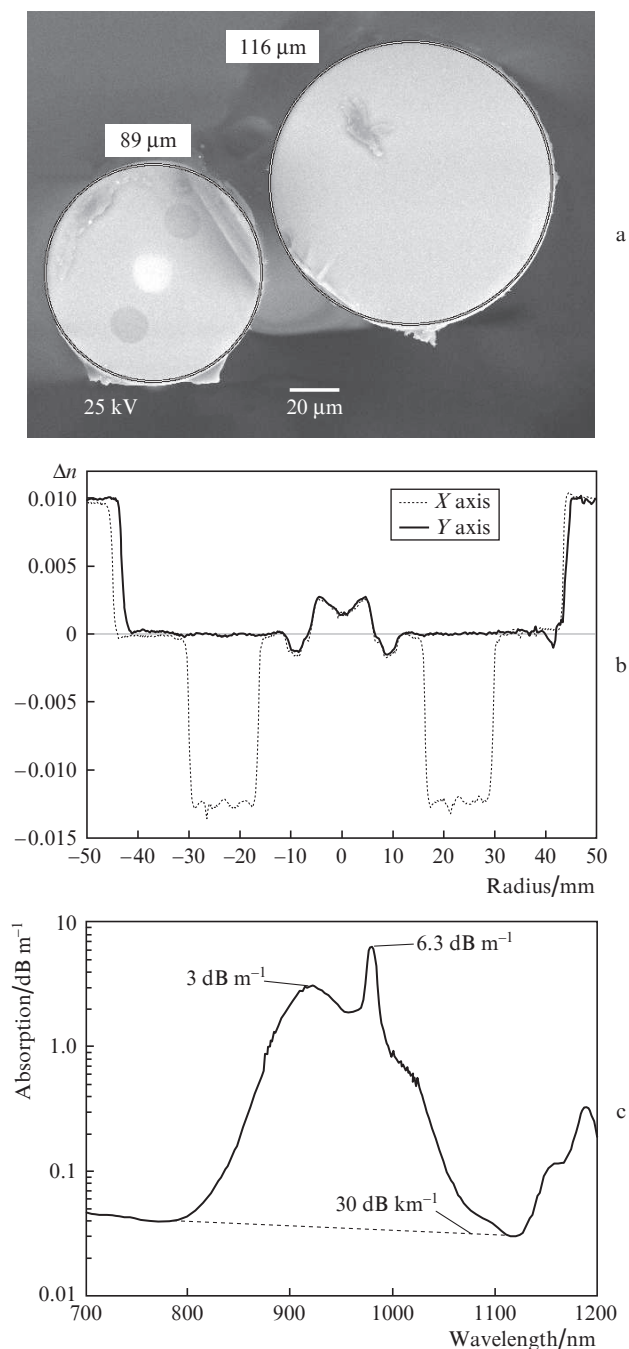 116 μm
89 μm
a
25 kV
20 μm
Δn
0.010
X axis
Y axis
0.005
0
b
−0.005
−0.010
−0.015
−50 −40 −30 −20 −10 0 10 20 30 40 50
Radius/mm
Absorption/dB m⁻¹
10
6.3 dB m⁻¹
3 dB m⁻¹
1.0
c
0.1
30 dB km⁻¹
0.01
700 800 900 1000 1100 1200
Wavelength/nm